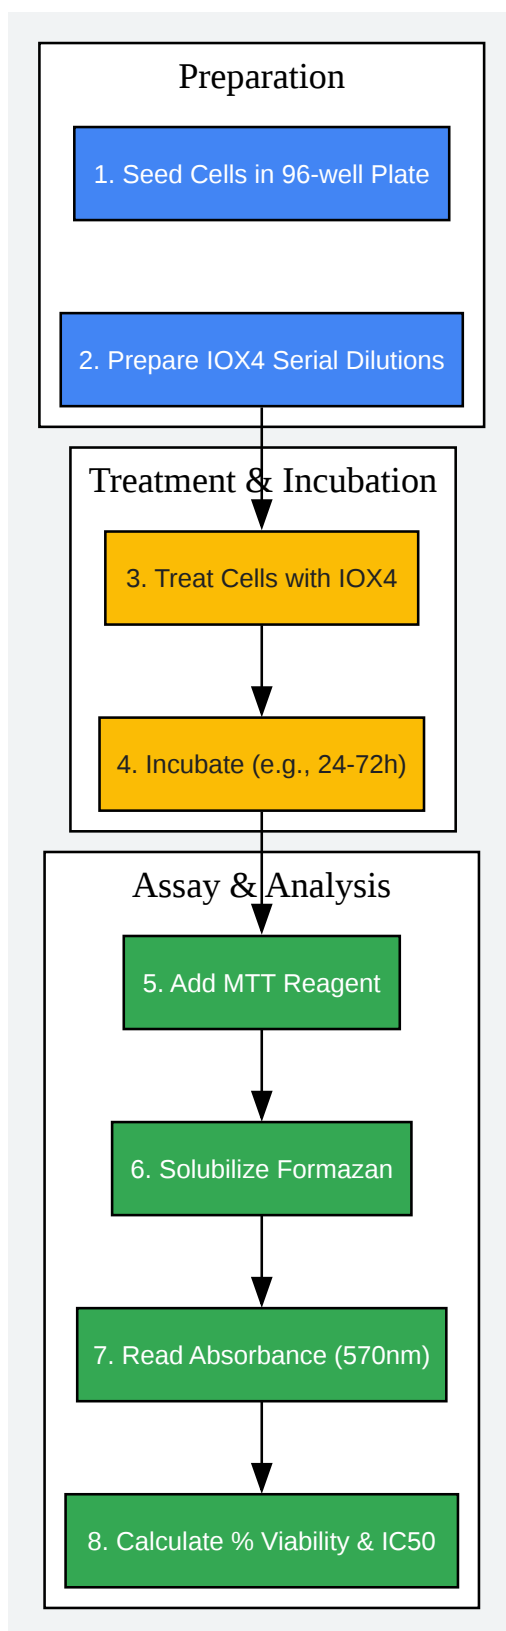 Preparation
1. Seed Cells in 96-well Plate
2. Prepare IOX4 Serial Dilutions
Treatment & Incubation
3. Treat Cells with IOX4
4. Incubate (e.g., 24-72h)
Assay & Analysis
5. Add MTT Reagent
6. Solubilize Formazan
7. Read Absorbance (570nm)
8. Calculate % Viability & IC50